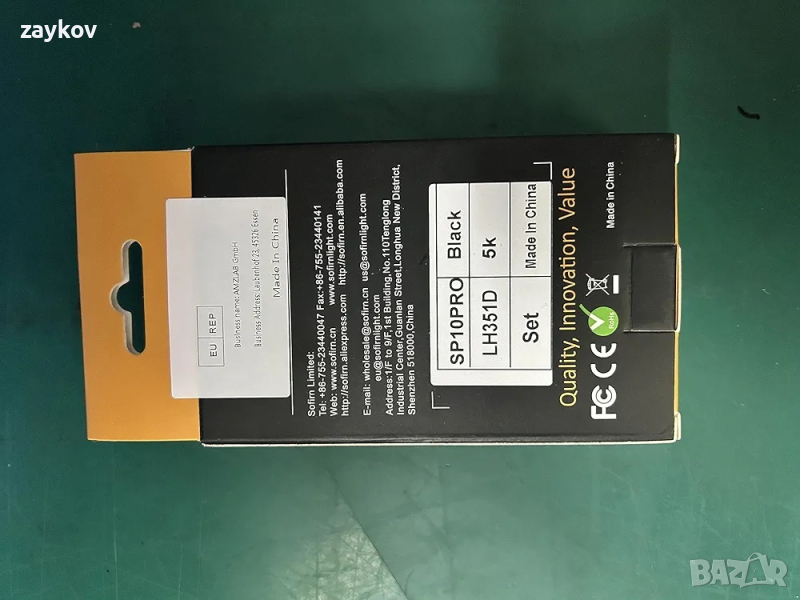 zaykov
EU REP
Business name:AMZLAB GmbH
Business Address: Laubenhof 23, 45326 Essen
Made In China
Sofirn Limited:
Tel: +86-755-23440047 Fax:+86-755-23440141
Web: www.sofirn.cn www.sofirnlight.com
http://sofirn.aliexpress.com http://sofirn.en.alibaba.com
E-mail: wholesale@sofirn.cn us@sofirnlight.com
eu@sofirnlight.com
Address:1/F to 9/F,1st Building,No.110Tenglong
Industrial Center,Guanlan Street,Longhua New District,
Shenzhen 518000,China
SP10PRO Black
LH351D 5k
Set Made In China
Quality, Innovation, Value
FC CE RoHS
Made in China
BAZAR